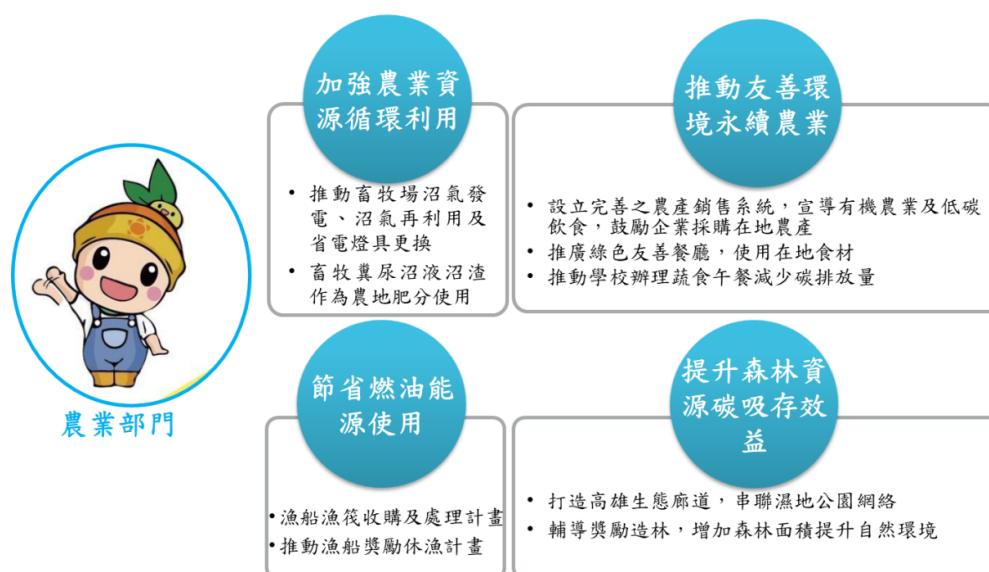 加強農業資
源循環利用
• 推動畜牧場沼氣發
電、沼氣再利用及
省電燈具更換
• 畜牧糞尿沼液沼渣
作為農地肥分使用
推動友善環
境永續農業
• 設立完善之農產銷售系統，宣導有機農業及低碳
飲食，鼓勵企業採購在地農產
• 推廣綠色友善餐廳，使用在地食材
• 推動學校辦理蔬食午餐減少碳排放量
農業部門
節省燃油能
源使用
•漁船漁筏收購及處理計畫
•推動漁船獎勵休漁計畫
提升森林資
源碳吸存效
益
• 打造高雄生態廊道，串聯濕地公園網絡
• 輔導獎勵造林，增加森林面積提升自然環境